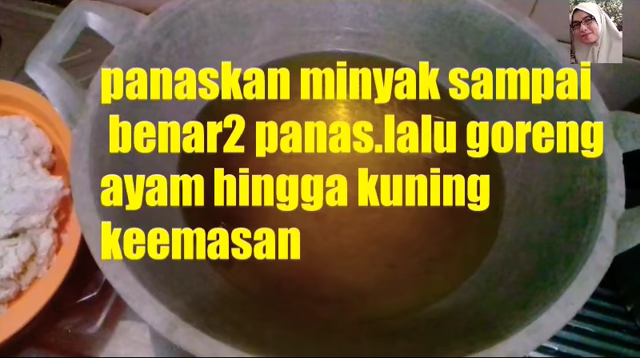 panaskan minyak sampai
benar2 panas.lalu goreng
ayam hingga kuning
keemasan